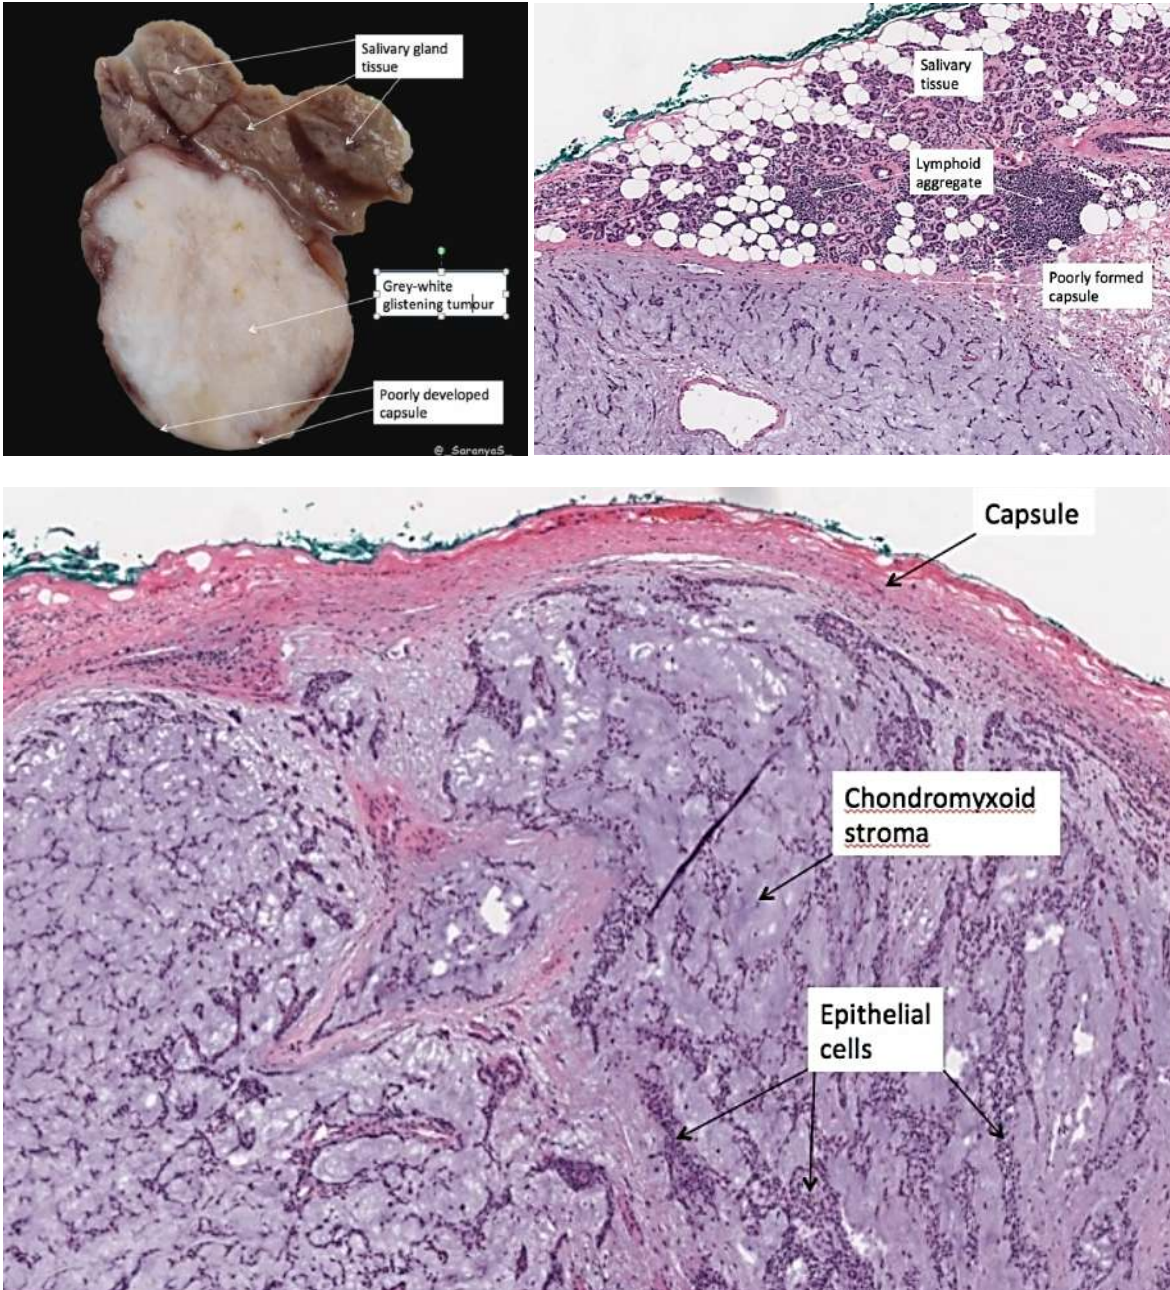 Salivary gland
tissue
Grey-white
glistening tumour
Poorly developed
capsule
@_SaranyaS_
Salivary
tissue
Lymphoid
aggregate
Poorly formed
capsule
Capsule
Chondromyxoid
stroma
Epithelial
cells